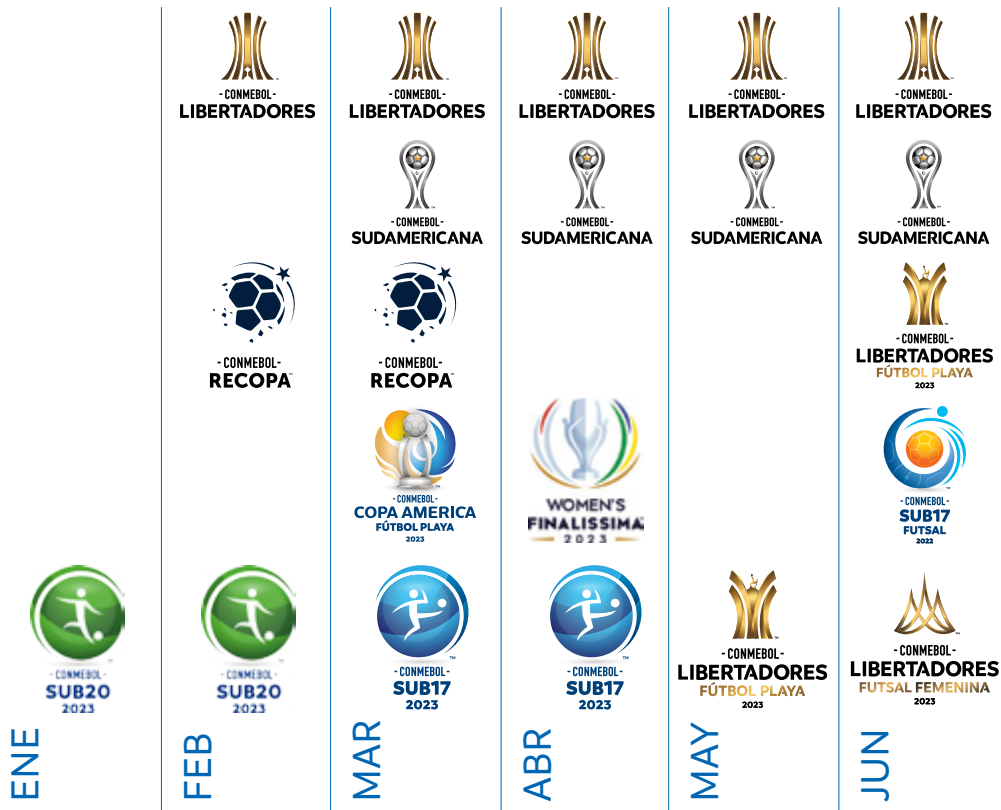 - CONMEBOL -
LIBERTADORES
- CONMEBOL -
LIBERTADORES
- CONMEBOL -
LIBERTADORES
- CONMEBOL -
LIBERTADORES
- CONMEBOL -
LIBERTADORES
- CONMEBOL -
SUDAMERICANA
- CONMEBOL -
SUDAMERICANA
- CONMEBOL -
SUDAMERICANA
- CONMEBOL -
SUDAMERICANA
- CONMEBOL -
RECOPA
- CONMEBOL -
RECOPA
- CONMEBOL -
LIBERTADORES
FÚTBOL PLAYA
2023
- CONMEBOL -
COPA AMERICA
FÚTBOL PLAYA
2023
WOMEN'S
FINALISSIMA
2023
- CONMEBOL -
SUB17
FUTSAL
2022
- CONMEBOL -
SUB20
2023
- CONMEBOL -
SUB20
2023
- CONMEBOL -
SUB17
2023
- CONMEBOL -
SUB17
2023
- CONMEBOL -
LIBERTADORES
FÚTBOL PLAYA
2023
- CONMEBOL -
LIBERTADORES
FUTSAL FEMENINA
2023
ENE
FEB
MAR
ABR
MAY
JUN